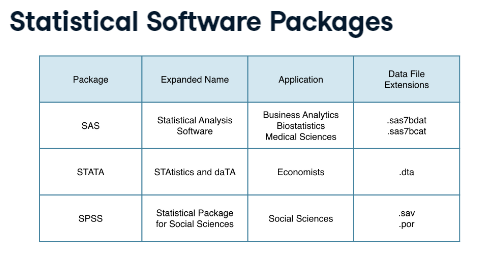 Statistical Software Packages
Package
Expanded Name
Application
Data File
Extensions
SAS
Statistical Analysis
Software
Business Analytics
Biostatistics
Medical Sciences
.sas7bdat
.sas7bcat
STATA
STAtistics and daTA
Economists
.dta
SPSS
Statistical Package
for Social Sciences
Social Sciences
.sav
.por